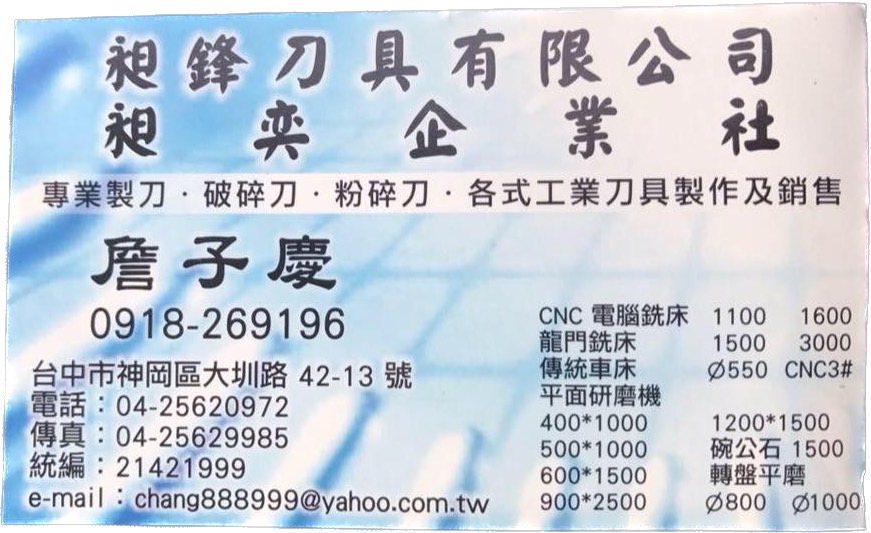 昶鋒刀具有限公司
昶奕企業社
專業製刀．破碎刀．粉碎刀．各式工業刀具製作及銷售
詹子慶
0918-269196
台中市神岡區大圳路 42-13 號
電話：04-25620972
傳真：04-25629985
統編：21421999
e-mail：chang888999@yahoo.com.tw
CNC 電腦銑床 1100 1600
龍門銑床 1500 3000
傳統車床 Ø550 CNC3#
平面研磨機
400*1000 1200*1500
500*1000 碗公石 1500
600*1500 轉盤平磨
900*2500 Ø800 Ø1000